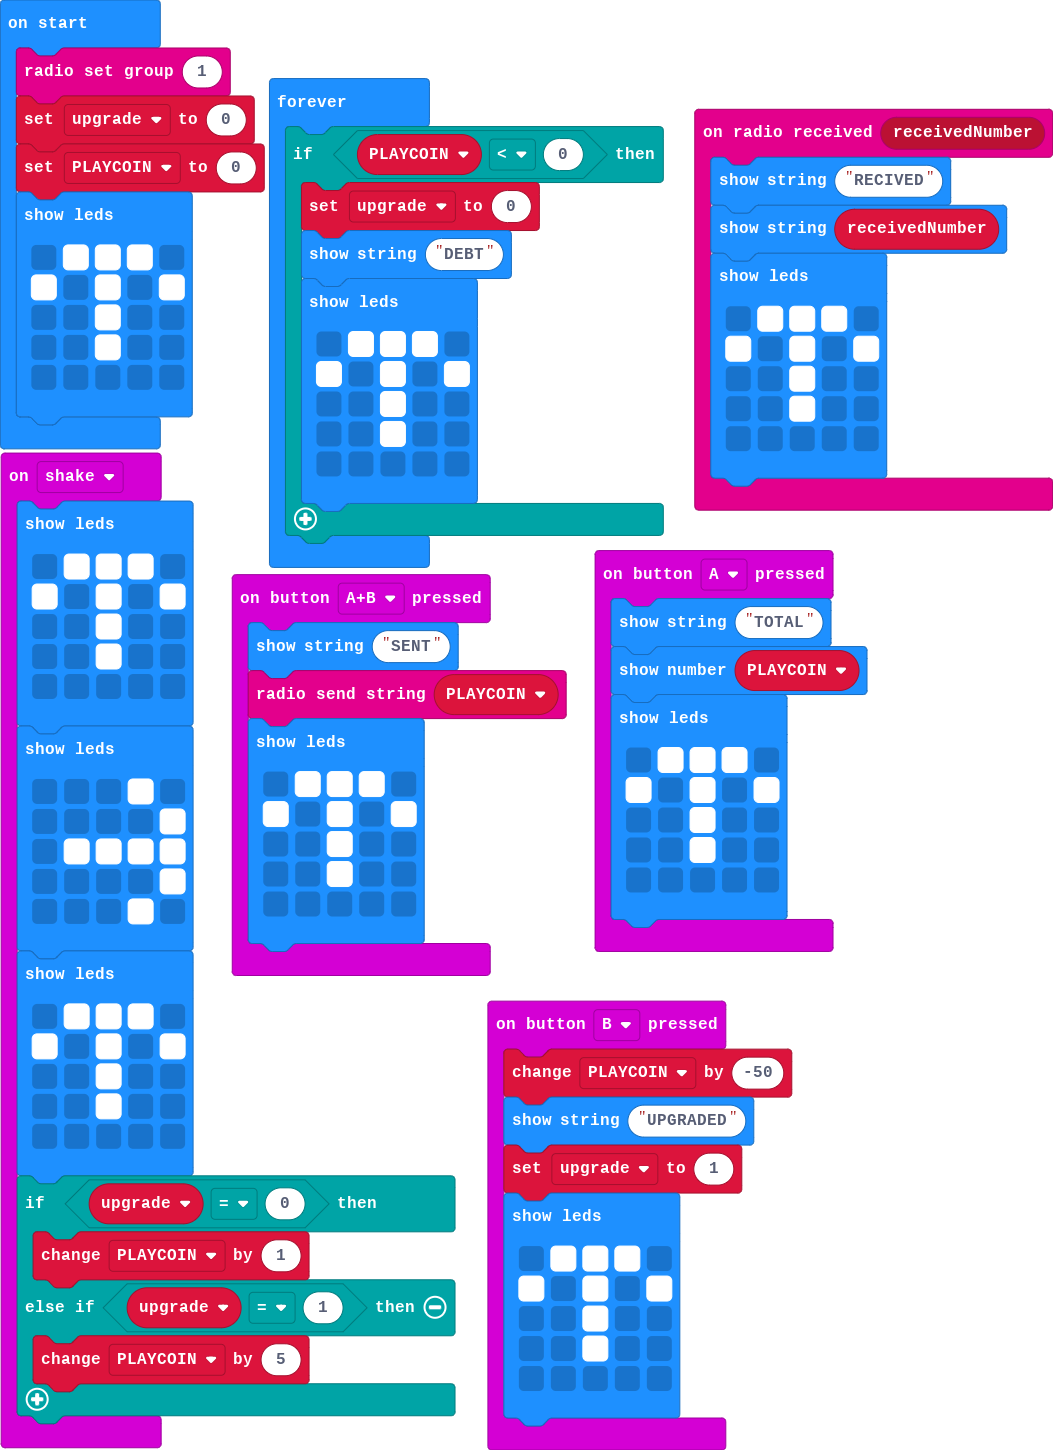 on start
radio set group 1
set upgrade to 0
set PLAYCOIN to 0
show leds
forever
if PLAYCOIN < 0 then
set upgrade to 0
show string "DEBT"
show leds
on radio received receivedNumber
show string "RECIVED"
show string receivedNumber
show leds
on shake
show leds
show leds
show leds
if upgrade = 0 then
change PLAYCOIN by 1
else if upgrade = 1 then
change PLAYCOIN by 5
on button A+B pressed
show string "SENT"
radio send string PLAYCOIN
show leds
on button A pressed
show string "TOTAL"
show number PLAYCOIN
show leds
on button B pressed
change PLAYCOIN by -50
show string "UPGRADED"
set upgrade to 1
show leds